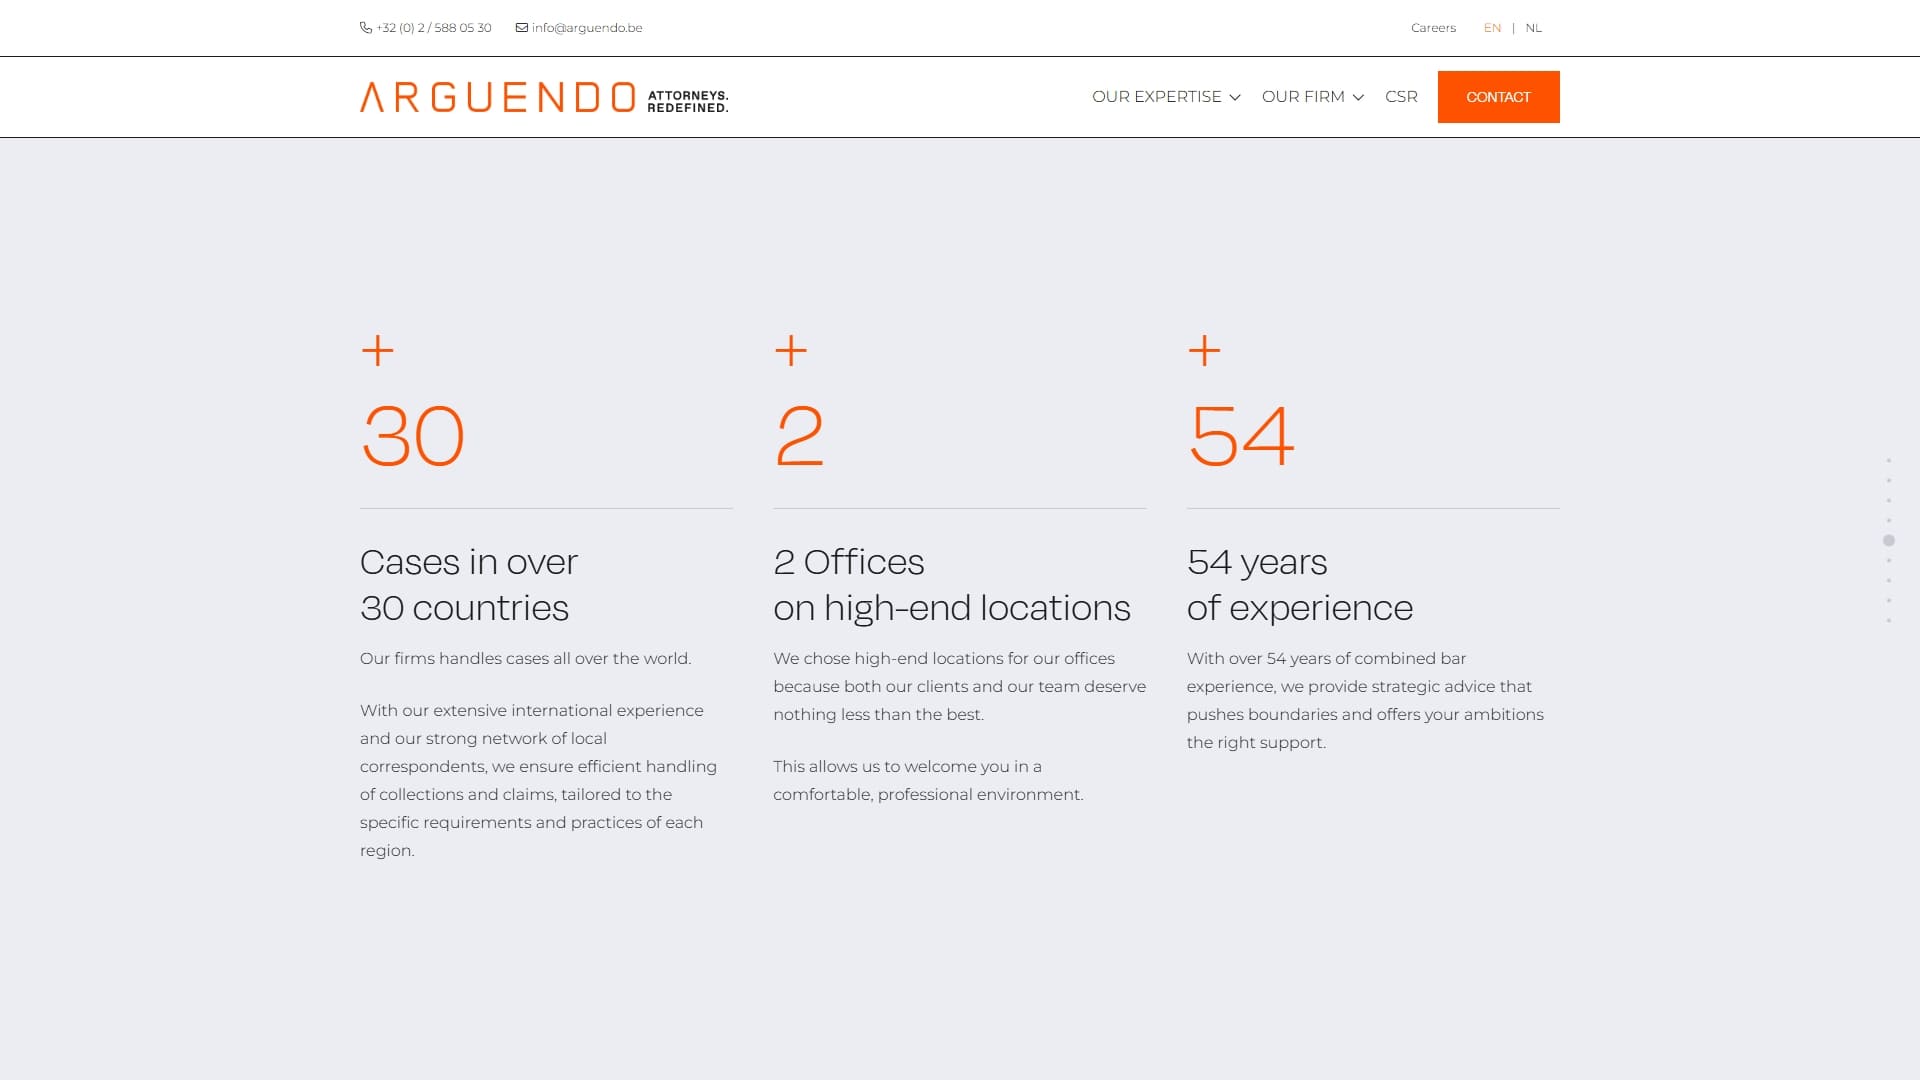 +32 (0) 2 / 588 05 30 info@arguendo.be Careers EN | NL
ARGUENDO ATTORNEYS. REDEFINED.
OUR EXPERTISE OUR FIRM CSR CONTACT
+
30
Cases in over
30 countries
Our firms handles cases all over the world.
With our extensive international experience
and our strong network of local
correspondents, we ensure efficient handling
of collections and claims, tailored to the
specific requirements and practices of each
region.
+
2
2 Offices
on high-end locations
We chose high-end locations for our offices
because both our clients and our team deserve
nothing less than the best.
This allows us to welcome you in a
comfortable, professional environment.
+
54
54 years
of experience
With over 54 years of combined bar
experience, we provide strategic advice that
pushes boundaries and offers your ambitions
the right support.